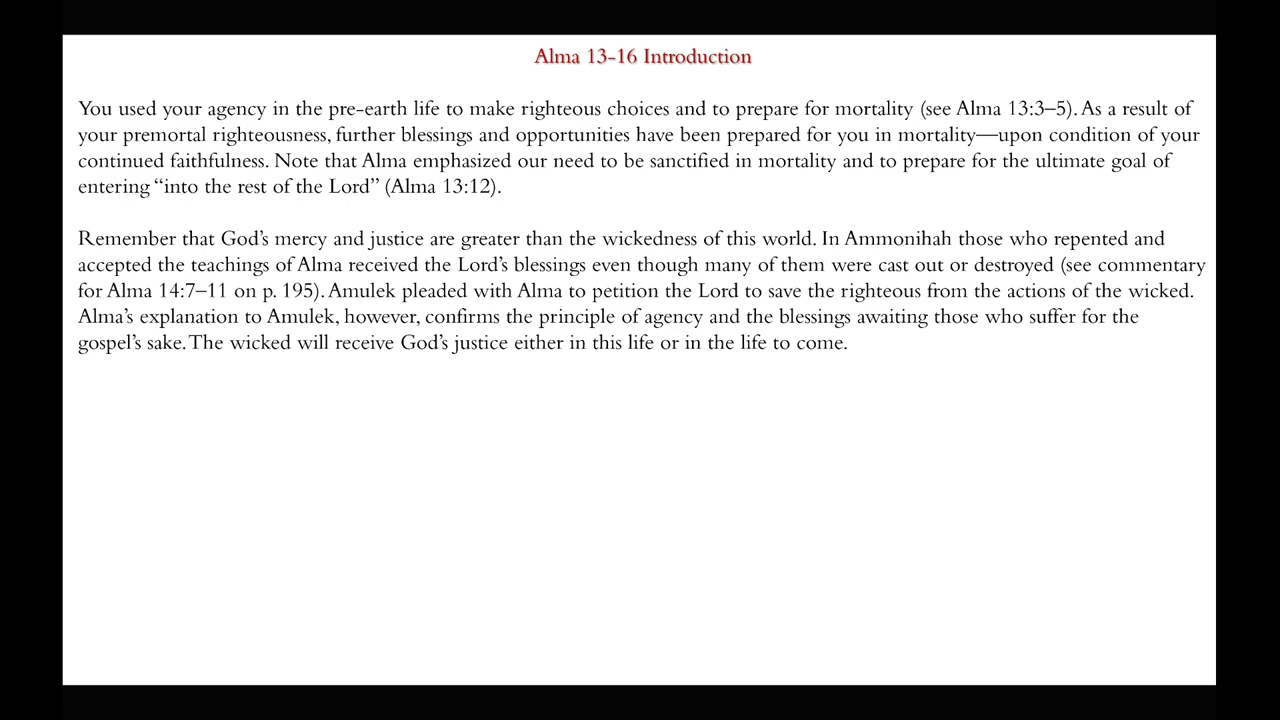 Alma 13-16 Introduction
You used your agency in the pre-earth life to make righteous choices and to prepare for mortality (see Alma 13:3–5). As a result of
your premortal righteousness, further blessings and opportunities have been prepared for you in mortality—upon condition of your
continued faithfulness. Note that Alma emphasized our need to be sanctified in mortality and to prepare for the ultimate goal of
entering “into the rest of the Lord” (Alma 13:12).
Remember that God’s mercy and justice are greater than the wickedness of this world. In Ammonihah those who repented and
accepted the teachings of Alma received the Lord’s blessings even though many of them were cast out or destroyed (see commentary
for Alma 14:7–11 on p. 195). Amulek pleaded with Alma to petition the Lord to save the righteous from the actions of the wicked.
Alma’s explanation to Amulek, however, confirms the principle of agency and the blessings awaiting those who suffer for the
gospel’s sake. The wicked will receive God’s justice either in this life or in the life to come.